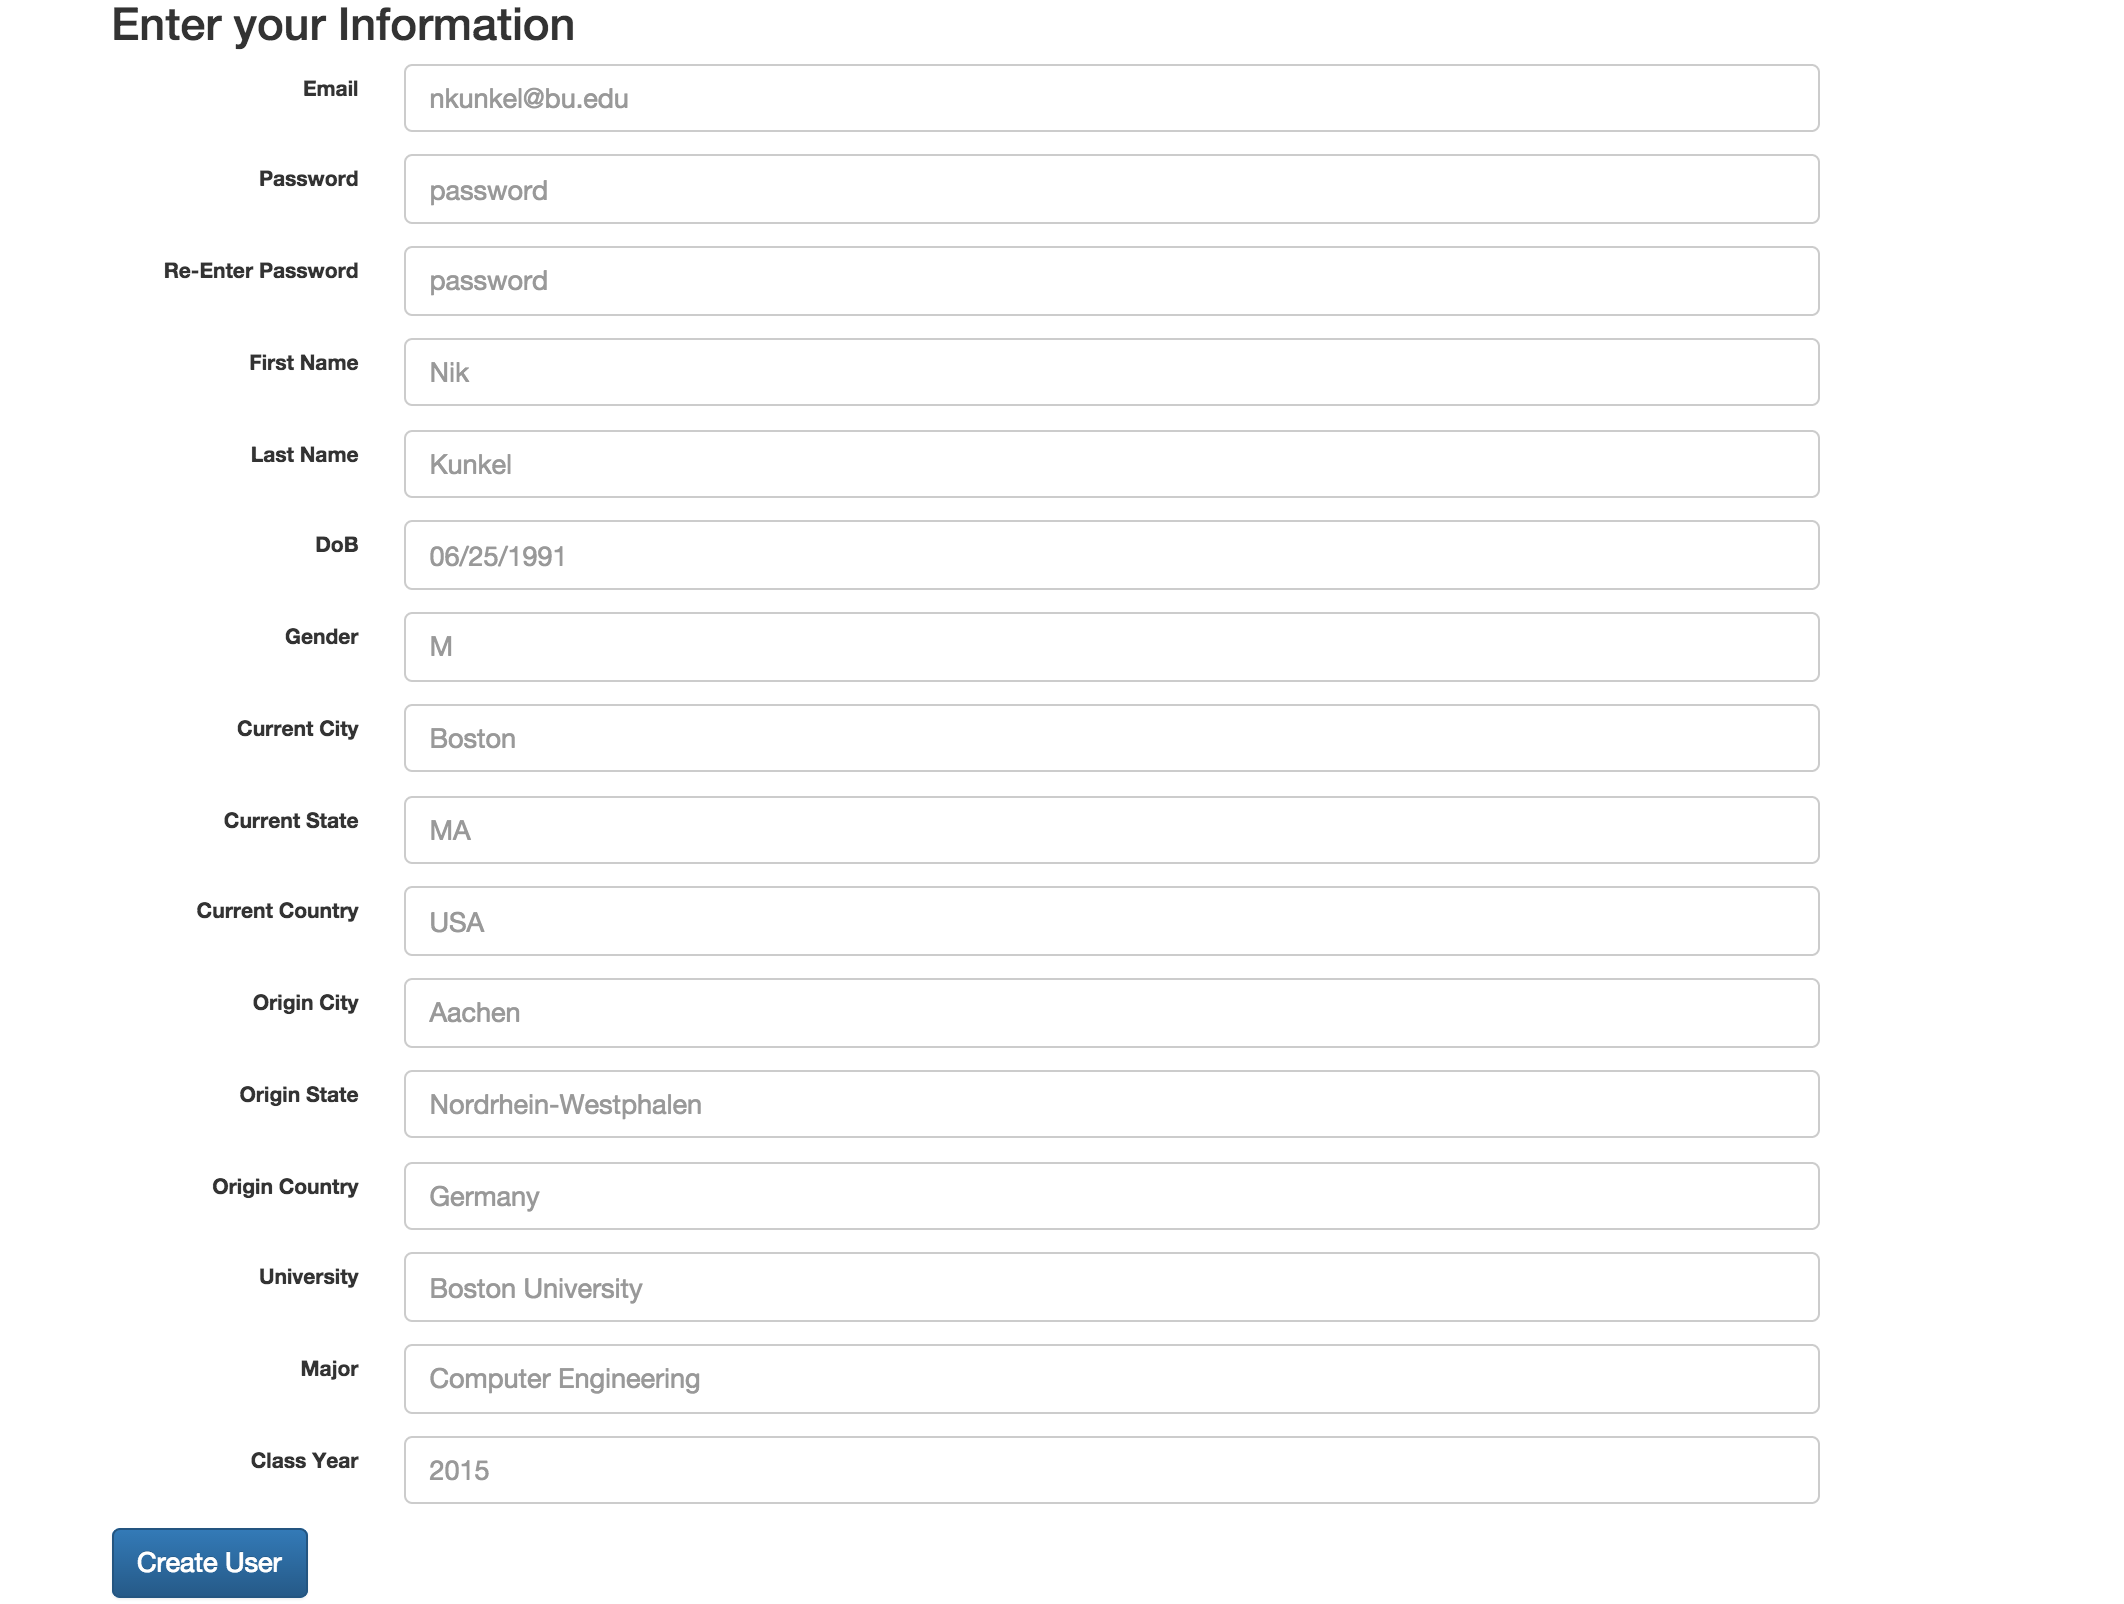 Enter your Information
Email nkunkel@bu.edu
Password password
Re-Enter Password password
First Name Nik
Last Name Kunkel
DoB 06/25/1991
Gender M
Current City Boston
Current State MA
Current Country USA
Origin City Aachen
Origin State Nordrhein-Westphalen
Origin Country Germany
University Boston University
Major Computer Engineering
Class Year 2015
Create User